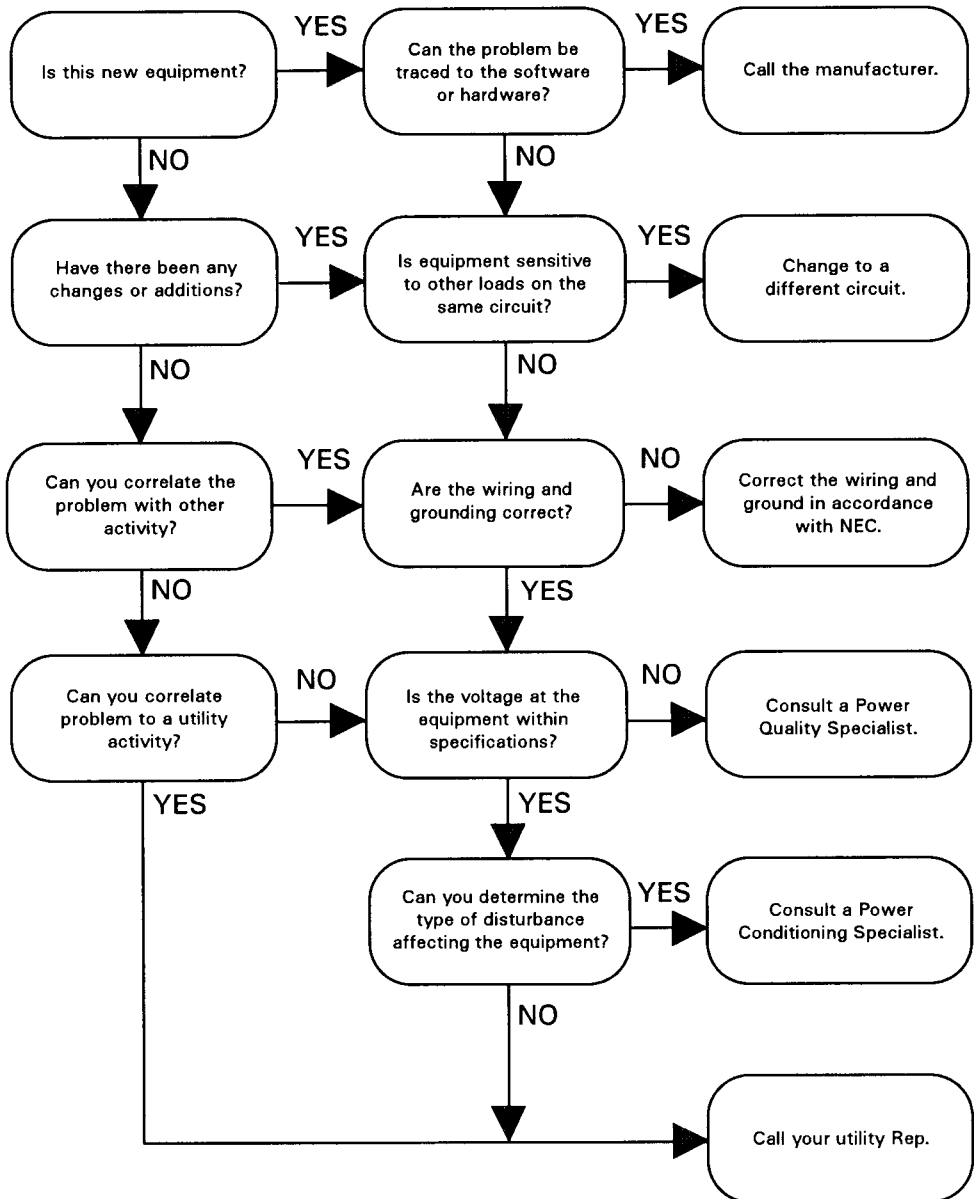 YES
YES
Is this new equipment?
Can the problem be
traced to the software
or hardware?
Call the manufacturer.
NO
NO
YES
YES
Have there been any
changes or additions?
Is equipment sensitive
to other loads on the
same circuit?
Change to a
different circuit.
NO
NO
YES
NO
Can you correlate the
problem with other
activity?
Are the wiring and
grounding correct?
Correct the wiring and
ground in accordance
with NEC.
NO
YES
NO
NO
Can you correlate
problem to a utility
activity?
Is the voltage at the
equipment within
specifications?
Consult a Power
Quality Specialist.
YES
YES
YES
Can you determine the
type of disturbance
affecting the equipment?
Consult a Power
Conditioning Specialist.
NO
Call your utility Rep.